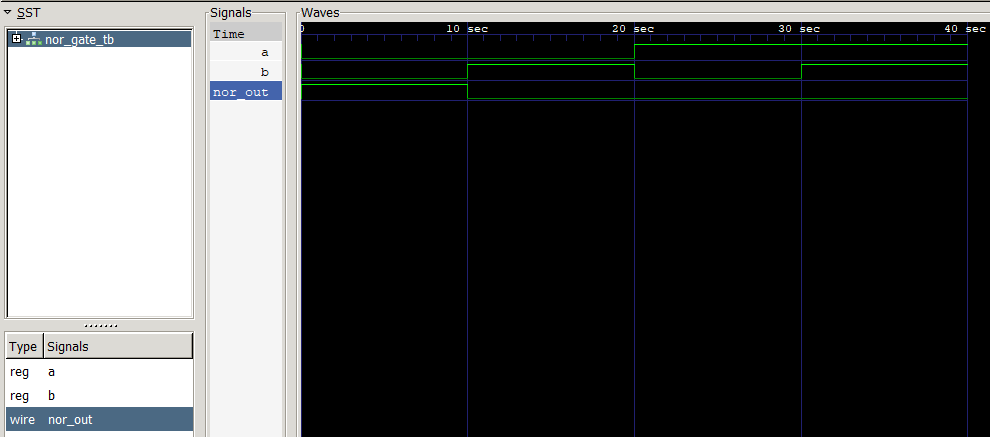 SST
nor_gate_tb
Type Signals
reg a
reg b
wire nor_out
Signals
Time
a
b
nor_out
Waves
0 10 sec 20 sec 30 sec 40 sec